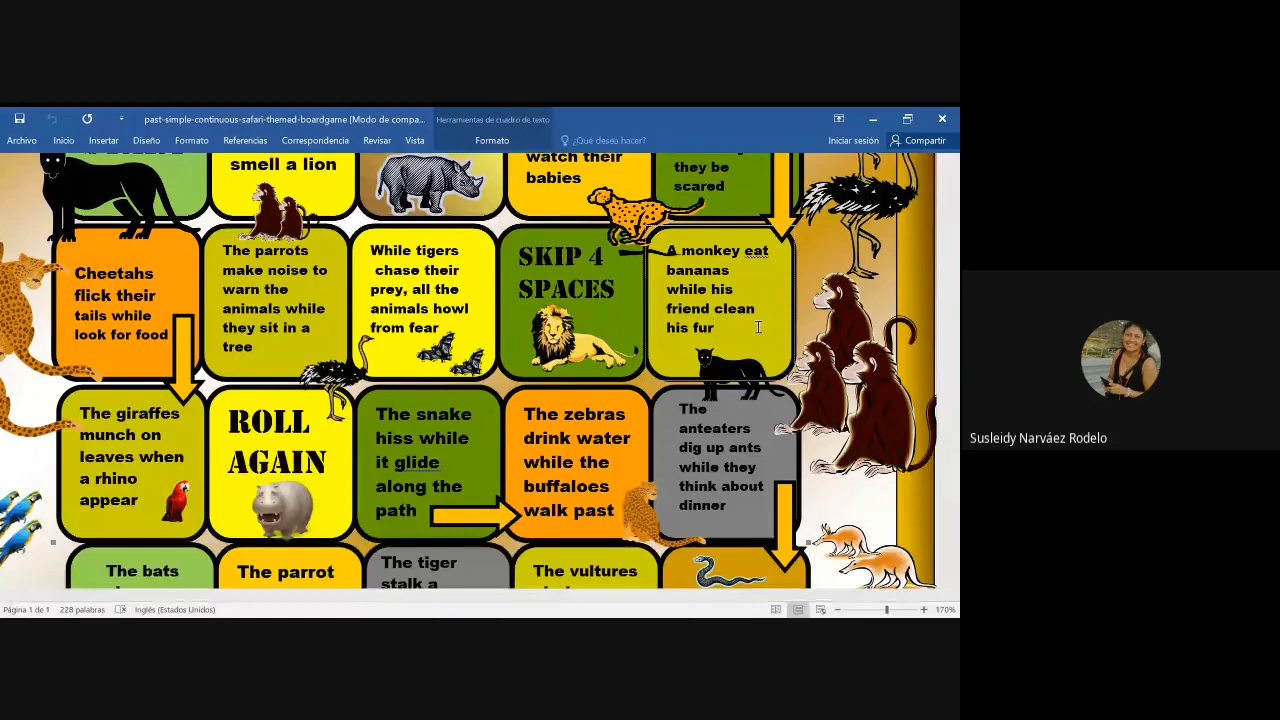 past-simple-continuous-safari-themed-boardgame [Modo de compa...
Herramientas de cuadro de texto
Archivo
Inicio
Insertar
Diseño
Formato
Referencias
Correspondencia
Revisar
Vista
Formato
¿Qué desea hacer?
Iniciar sesión
Compartir
smell a lion
watch their
babies
they be
scared
Cheetahs
flick their
tails while
look for food
The parrots
make noise to
warn the
animals while
they sit in a
tree
While tigers
chase their
prey, all the
animals howl
from fear
SKIP 4
SPACES
A monkey eat
bananas
while his
friend clean
his fur
The giraffes
munch on
leaves when
a rhino
appear
ROLL
AGAIN
The snake
hiss while
it glide
along the
path
The zebras
drink water
while the
buffaloes
walk past
The
anteaters
dig up ants
while they
think about
dinner
The bats
The parrot
The tiger
stalk a
The vultures
Página 1 de 1
228 palabras
Inglés (Estados Unidos)
170%
Susleidy Narváez Rodelo